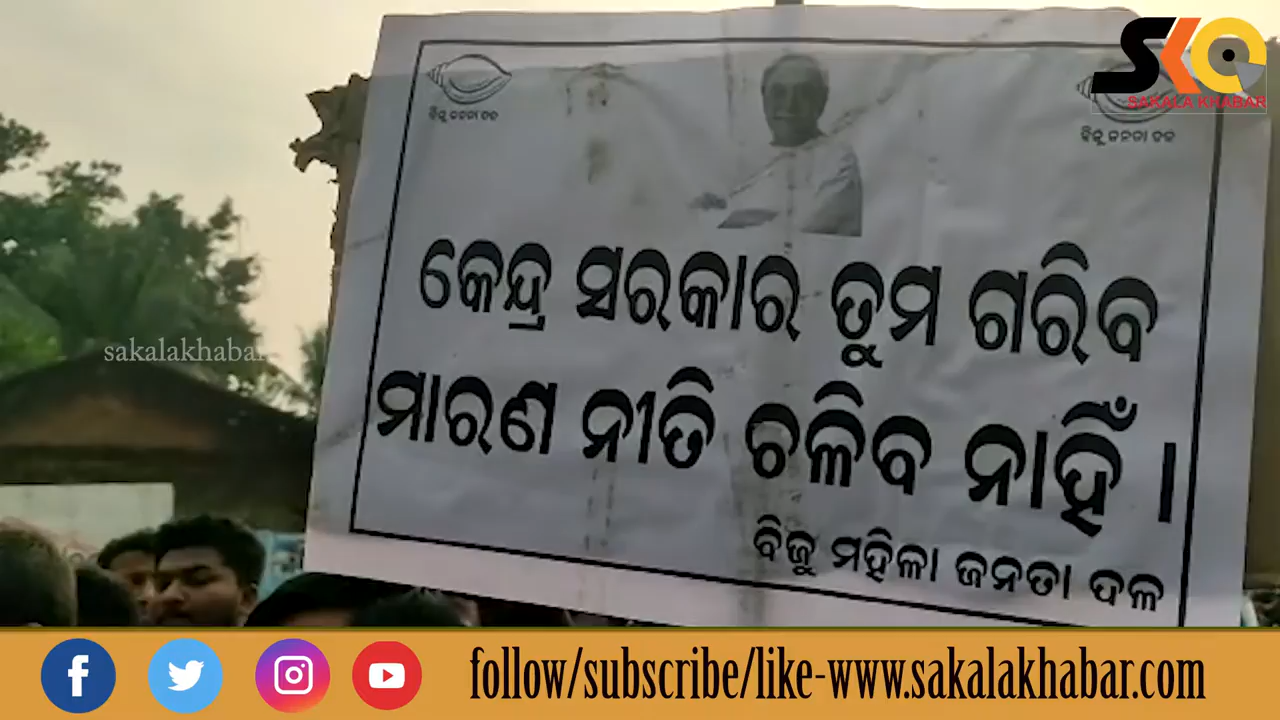 SKC
SAKALA KHABAR
ବିଜୁ ଜନତା ଦଳ
ବିଜୁ ଜନତା ଦଳ
କେନ୍ଦ୍ର ସରକାର ତୁମ ଗରିବ
ମାରଣ ନୀତି ଚଳିବ ନାହିଁ ।
ବିଜୁ ମହିଳା ଜନତା ଦଳ
sakalakhabar
follow/subscribe/like-www.sakalakhabar.com